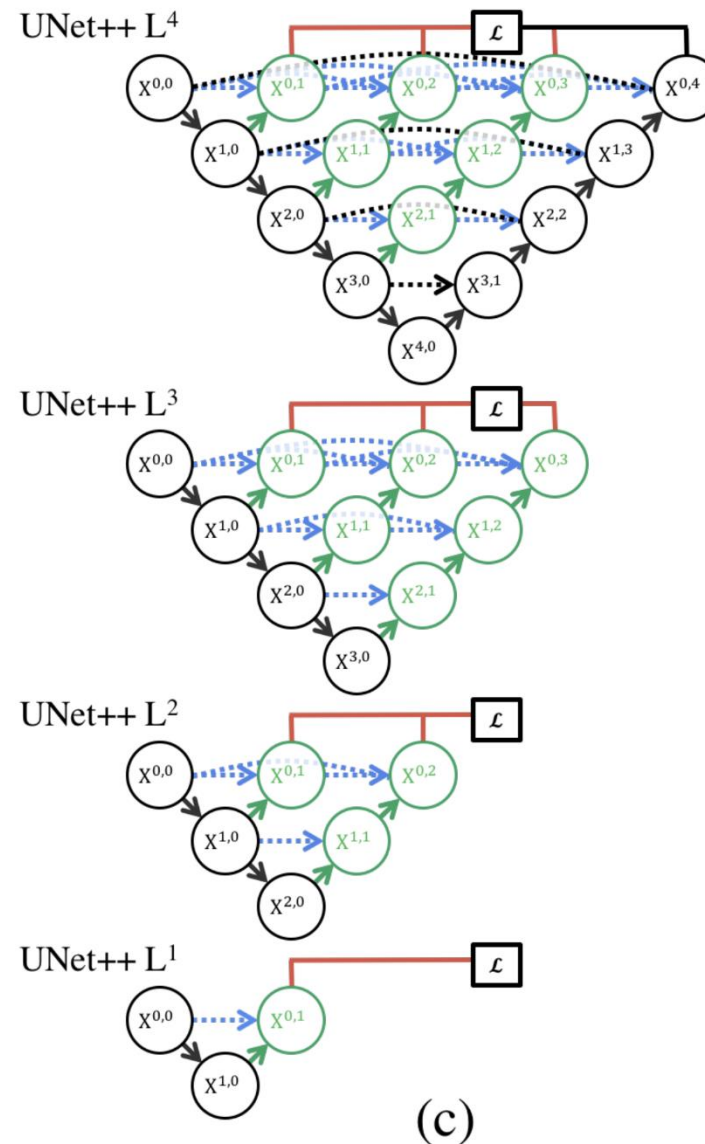 UNet++ L⁴
ℒ
X⁰,⁰ X⁰,¹ X⁰,² X⁰,³ X⁰,⁴
X¹,⁰ X¹,¹ X¹,² X¹,³
X²,⁰ X²,¹ X²,²
X³,⁰ X³,¹
X⁴,⁰
UNet++ L³
ℒ
X⁰,⁰ X⁰,¹ X⁰,² X⁰,³
X¹,⁰ X¹,¹ X¹,²
X²,⁰ X²,¹
X³,⁰
UNet++ L²
ℒ
X⁰,⁰ X⁰,¹ X⁰,²
X¹,⁰ X¹,¹
X²,⁰
UNet++ L¹
ℒ
X⁰,⁰ X⁰,¹
X¹,⁰
(c)